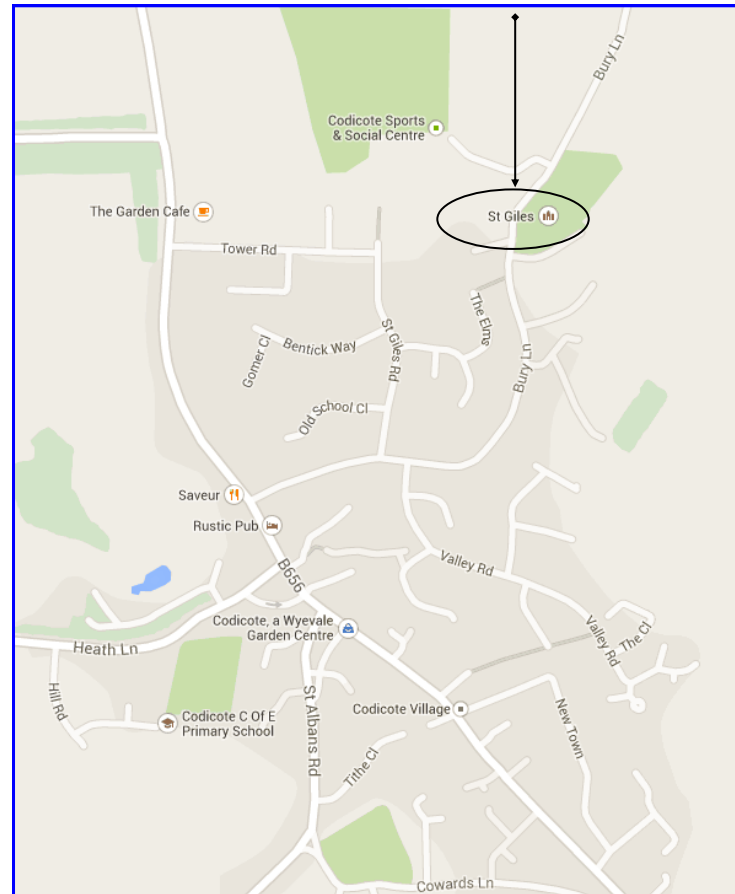 Bury Ln
Codicote Sports
& Social Centre
The Garden Cafe
St Giles
Tower Rd
The Elms
St Giles Rd
Bentick Way
Gomer Cl
Bury Ln
Old School Cl
Saveur
Rustic Pub
B656
Valley Rd
Codicote, a Wyevale
Garden Centre
Valley Rd
The Cl
Heath Ln
Hill Rd
St Albans Rd
Codicote Village
New Town
Codicote C Of E
Primary School
Tithe Cl
Cowards Ln